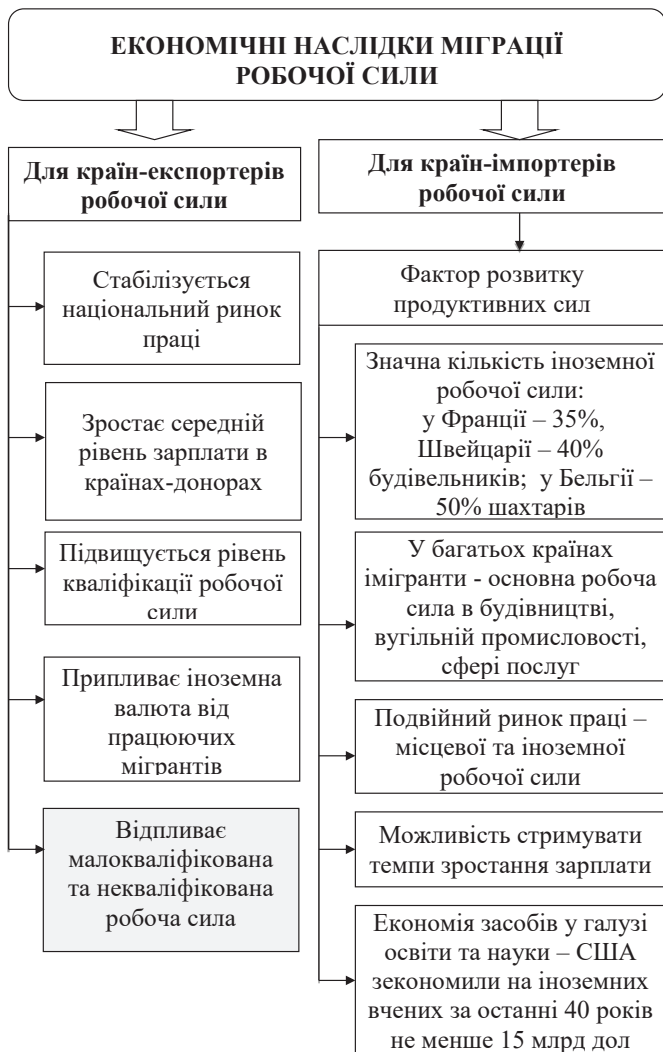 ЕКОНОМІЧНІ НАСЛІДКИ МІГРАЦІЇ
РОБОЧОЇ СИЛИ
Для країн-експортерів
робочої сили
Стабілізується
національний ринок
праці
Зростає середній
рівень зарплати в
країнах-донорах
Підвищується рівень
кваліфікації робочої
сили
Припливає іноземна
валюта від
працюючих
мігрантів
Відпливає
малокваліфікована
та некваліфікована
робоча сила
Для країн-імпортерів
робочої сили
Фактор розвитку
продуктивних сил
Значна кількість іноземної
робочої сили:
у Франції – 35%,
Швейцарії – 40%
будівельників; у Бельгії –
50% шахтарів
У багатьох країнах
імігранти - основна робоча
сила в будівництві,
вугільній промисловості,
сфері послуг
Подвійний ринок праці –
місцевої та іноземної
робочої сили
Можливість стримувати
темпи зростання зарплати
Економія засобів у галузі
освіти та науки – США
зекономили на іноземних
вчених за останні 40 років
не менше 15 млрд дол